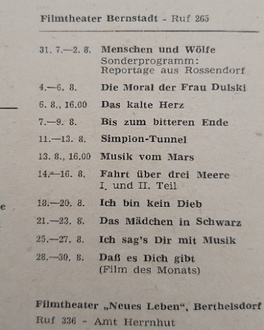 Filmtheater Bernstadt - Ruf 265
31. 7.—2. 8. Menschen und Wölfe
Sonderprogramm:
Reportage aus Rossendorf
4.—6. 8. Die Moral der Frau Dulski
6. 8., 16.00 Das kalte Herz
7.—9. 8. Bis zum bitteren Ende
11.—13. 8. Simplon-Tunnel
13. 8., 16.00 Musik vom Mars
14.—16. 8. Fahrt über drei Meere
I. und II. Teil
18.—20. 8. Ich bin kein Dieb
21.—23. 8. Das Mädchen in Schwarz
25.—27. 8. Ich sag's Dir mit Musik
28.—30. 8. Daß es Dich gibt
(Film des Monats)
e
Filmtheater „Neues Leben", Berthelsdorf
Ruf 336 - Amt Herrnhut